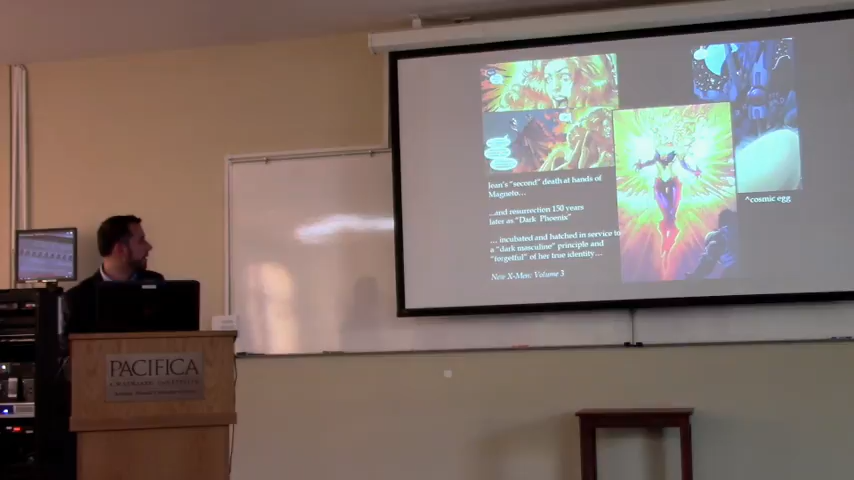 Jean's "second" death at hands of
Magneto...
...and resurrection 150 years
later as "Dark Phoenix"
... incubated and hatched in service to
a "dark masculine" principle and
"forgetful" of her true identity...
New X-Men: Volume 3
^cosmic egg
PACIFICA